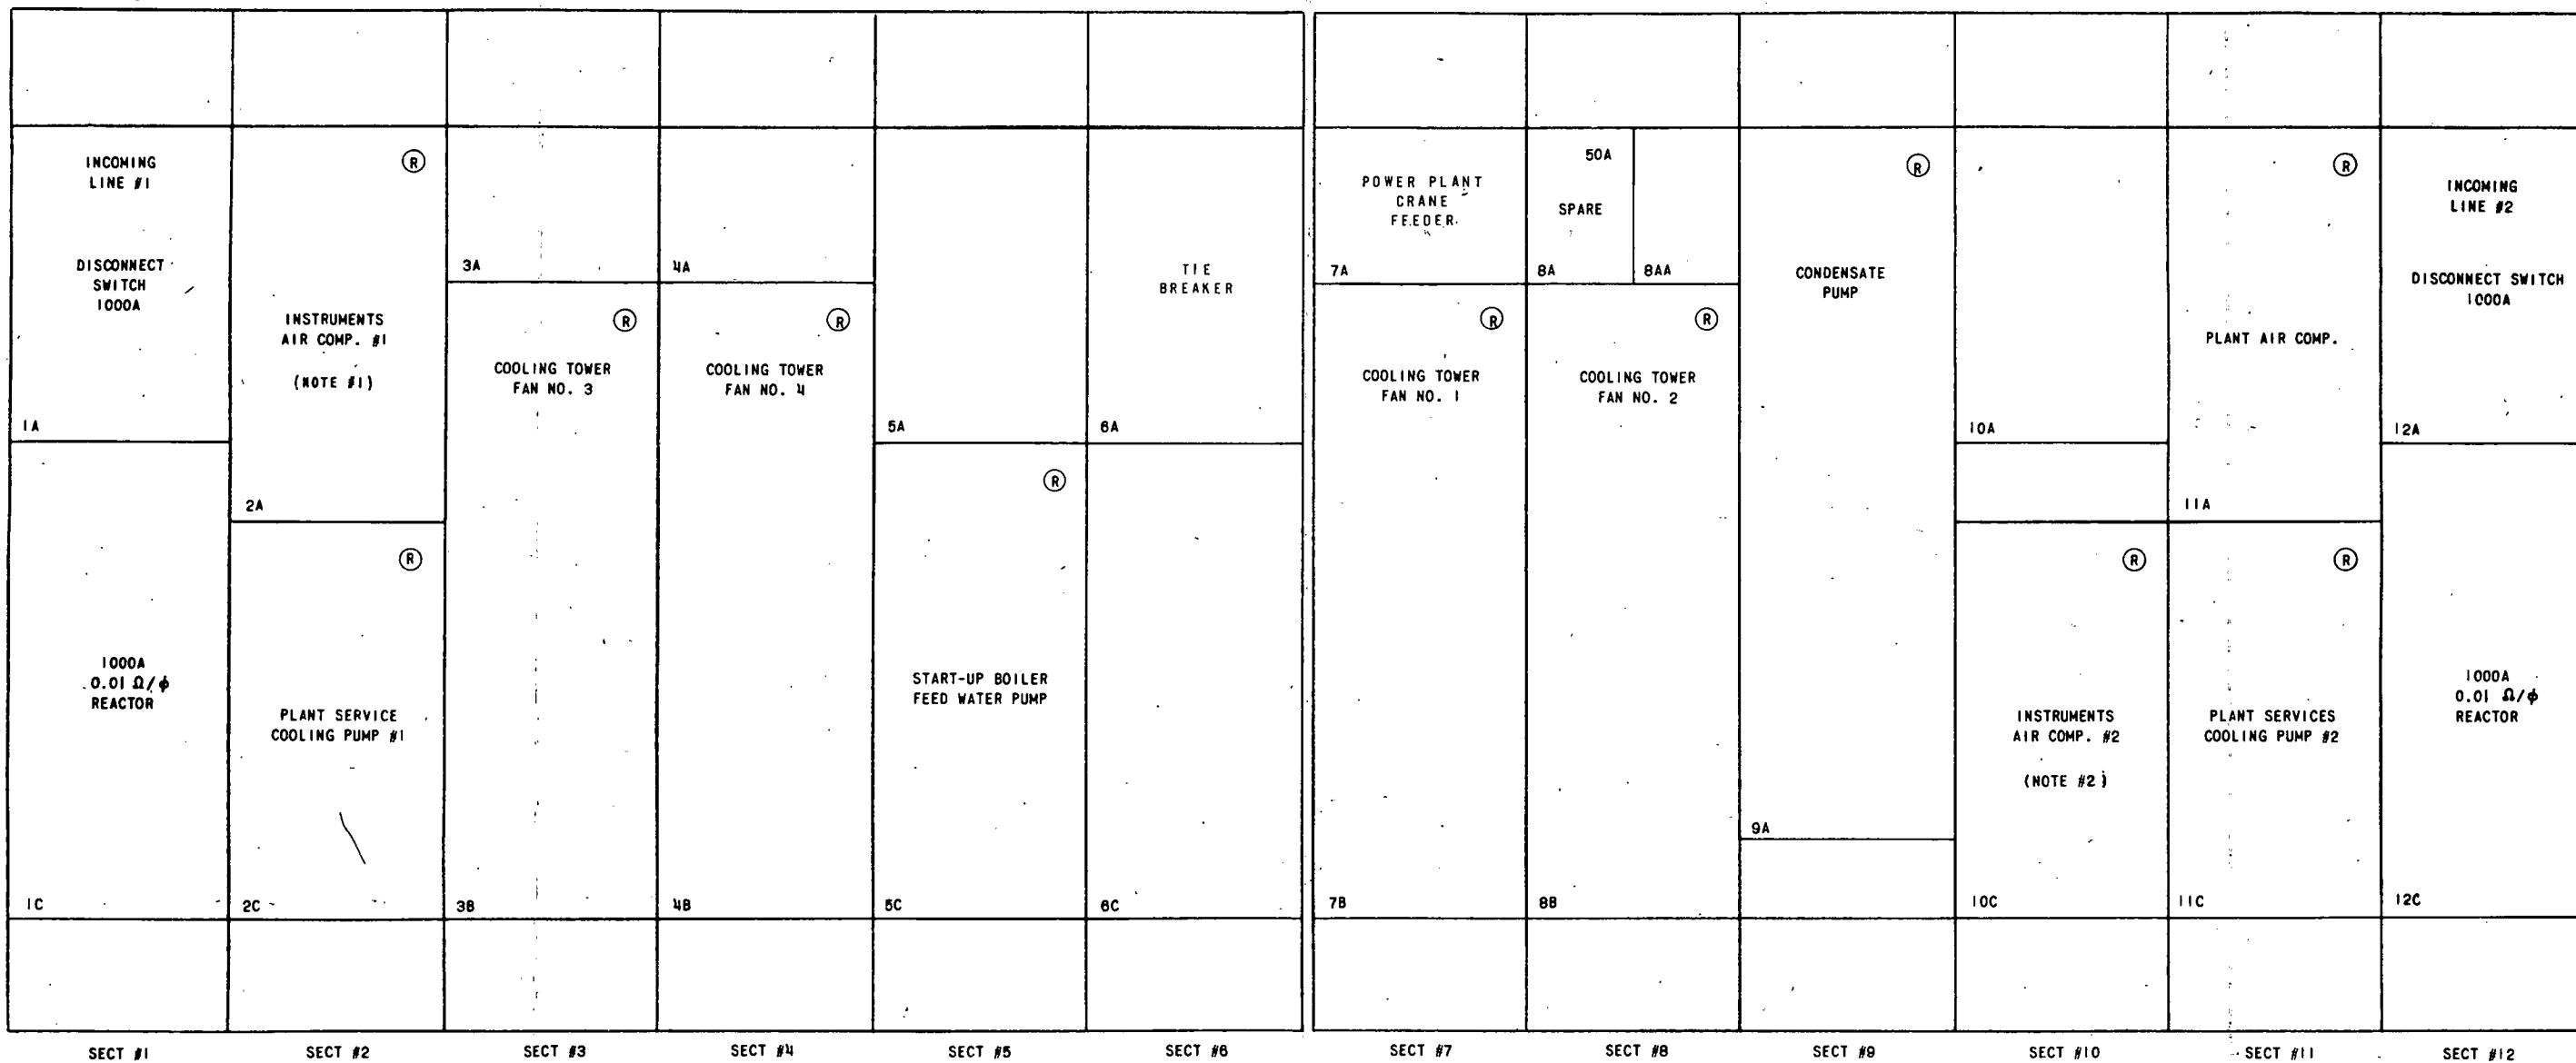 INCOMING
LINE #1
DISCONNECT
SWITCH
1000A
1A
1000A
0.01 Ω/ϕ
REACTOR
1C
SECT #1
R
INSTRUMENTS
AIR COMP. #1
(NOTE #1)
2A
R
PLANT SERVICE
COOLING PUMP #1
2C
SECT #2
3A
R
COOLING TOWER
FAN NO. 3
3B
SECT #3
4A
R
COOLING TOWER
FAN NO. 4
4B
SECT #4
5A
R
START-UP BOILER
FEED WATER PUMP
5C
SECT #5
TIE
BREAKER
6A
6C
SECT #6
POWER PLANT
CRANE
FEEDER
7A
R
COOLING TOWER
FAN NO. 1
7B
SECT #7
50A
SPARE
8A
8AA
R
COOLING TOWER
FAN NO. 2
8B
SECT #8
R
CONDENSATE
PUMP
9A
SECT #9
10A
R
INSTRUMENTS
AIR COMP. #2
(NOTE #2)
10C
SECT #10
R
PLANT AIR COMP.
11A
R
PLANT SERVICES
COOLING PUMP #2
11C
SECT #11
INCOMING
LINE #2
DISCONNECT SWITCH
1000A
12A
1000A
0.01 Ω/ϕ
REACTOR
12C
SECT #12